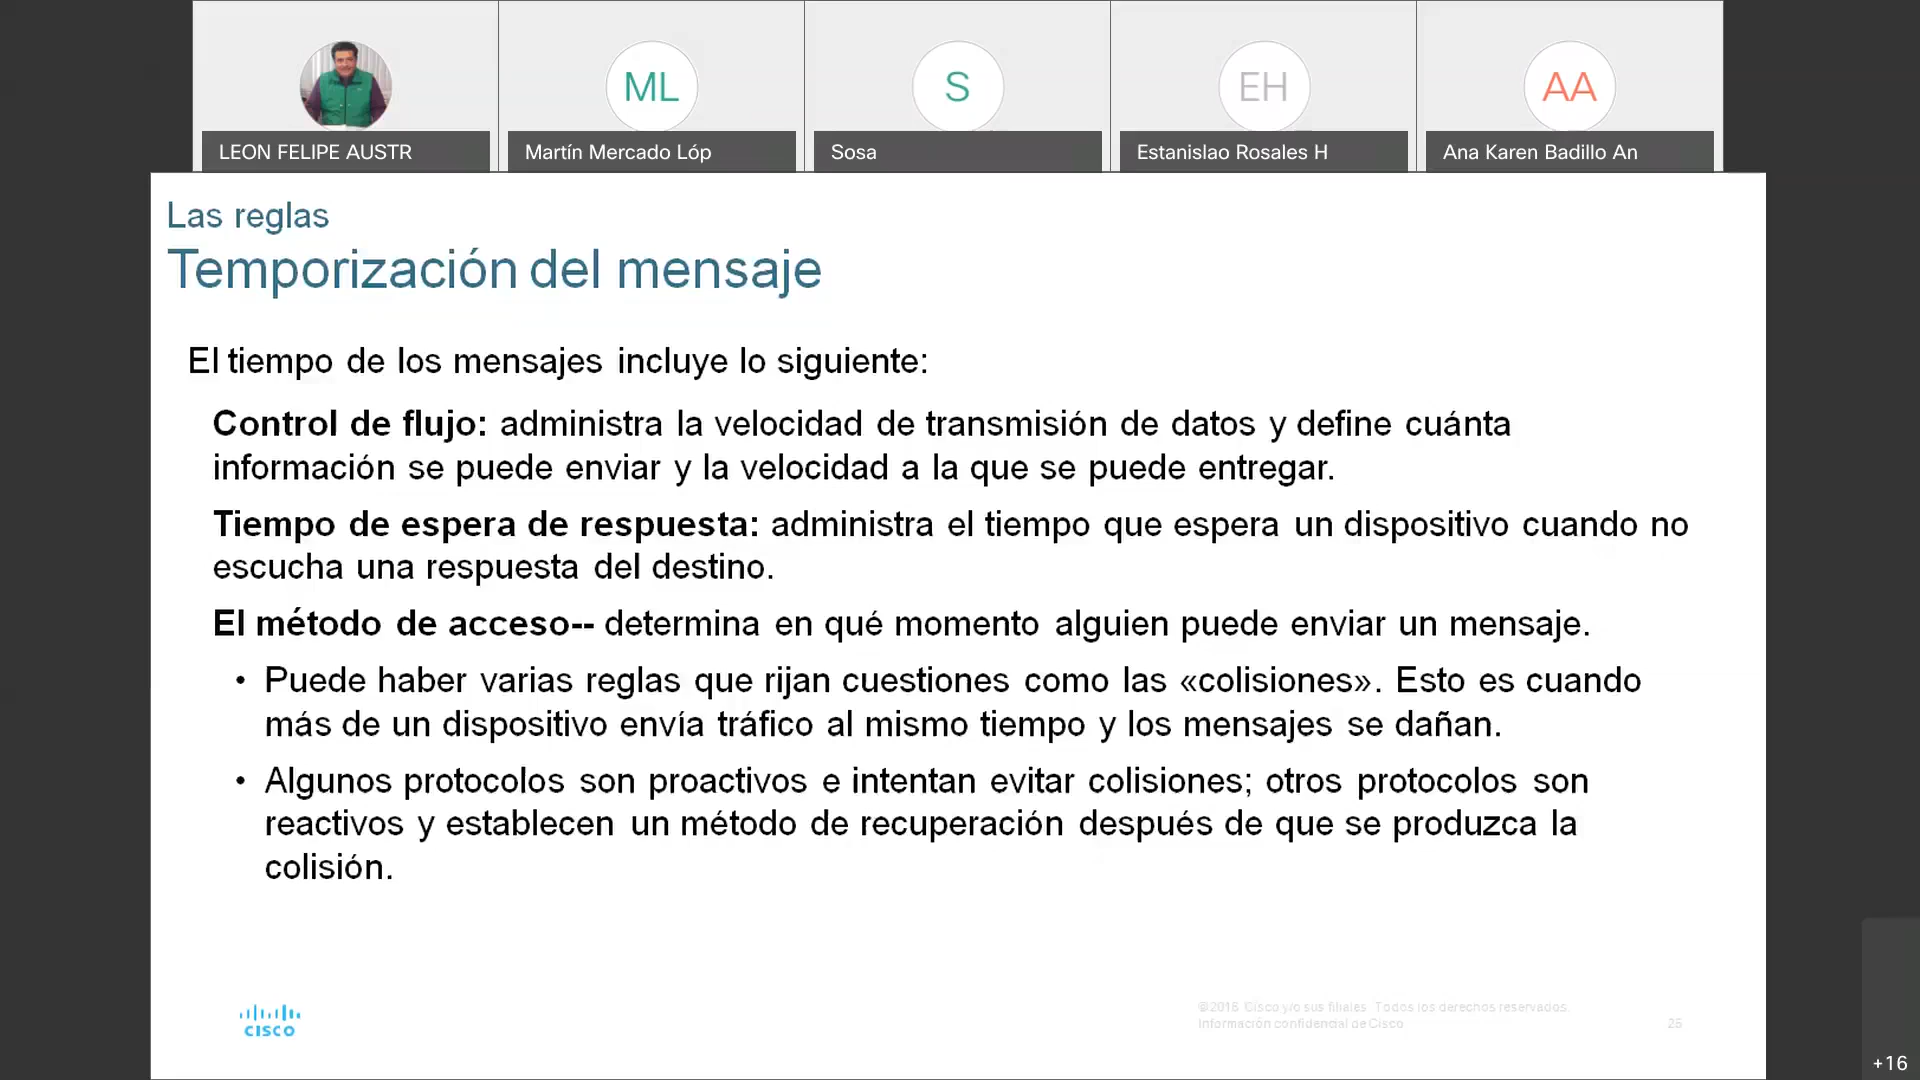 ML
S
EH
AA
LEON FELIPE AUSTR
Martín Mercado Lóp
Sosa
Estanislao Rosales H
Ana Karen Badillo An
Las reglas
Temporización del mensaje
El tiempo de los mensajes incluye lo siguiente:
Control de flujo: administra la velocidad de transmisión de datos y define cuánta
información se puede enviar y la velocidad a la que se puede entregar.
Tiempo de espera de respuesta: administra el tiempo que espera un dispositivo cuando no
escucha una respuesta del destino.
El método de acceso-- determina en qué momento alguien puede enviar un mensaje.
• Puede haber varias reglas que rijan cuestiones como las «colisiones». Esto es cuando
más de un dispositivo envía tráfico al mismo tiempo y los mensajes se dañan.
• Algunos protocolos son proactivos e intentan evitar colisiones; otros protocolos son
reactivos y establecen un método de recuperación después de que se produzca la
colisión.
CISCO
©2016 Cisco y/o sus filiales. Todos los derechos reservados.
Información confidencial de Cisco
25
+16